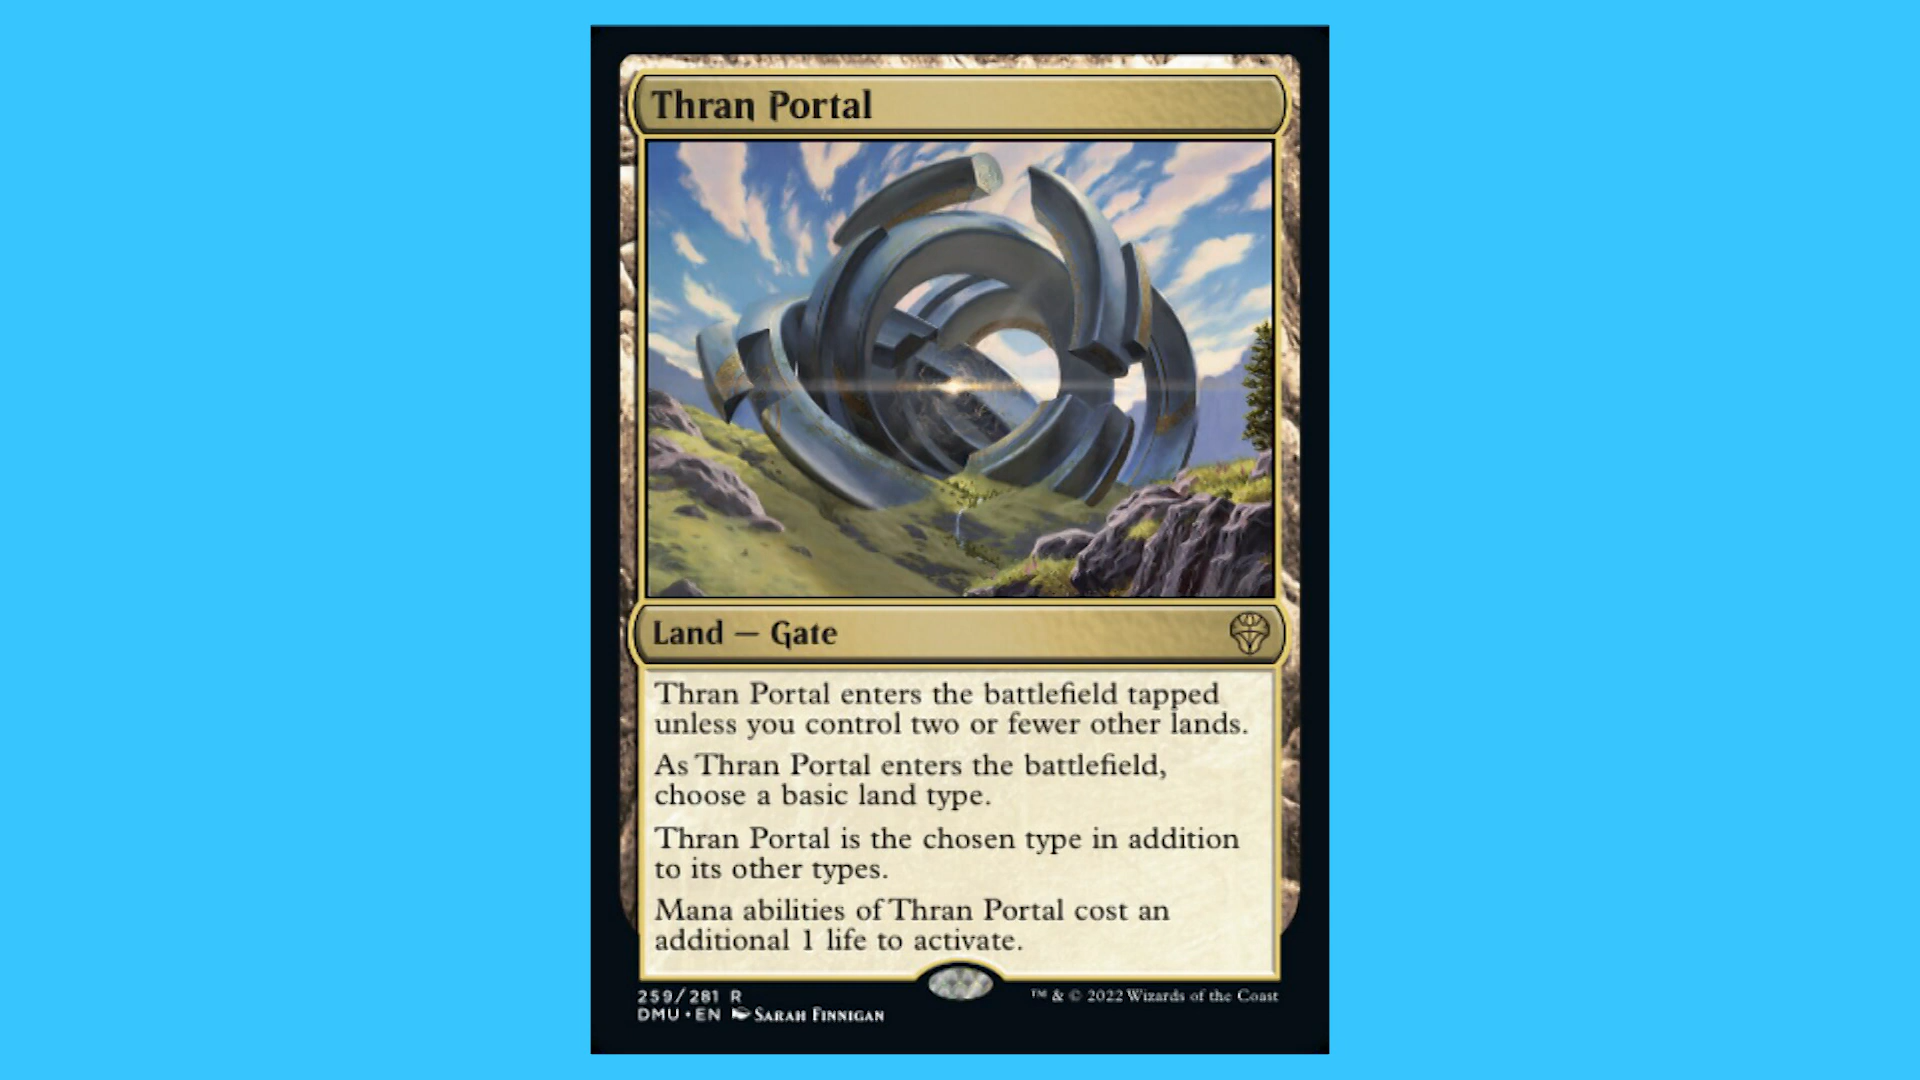 Thran Portal
Land — Gate
Thran Portal enters the battlefield tapped
unless you control two or fewer other lands.
As Thran Portal enters the battlefield,
choose a basic land type.
Thran Portal is the chosen type in addition
to its other types.
Mana abilities of Thran Portal cost an
additional 1 life to activate.
259/281 R
DMU • EN Sarah Finnigan
™ & © 2022 Wizards of the Coast